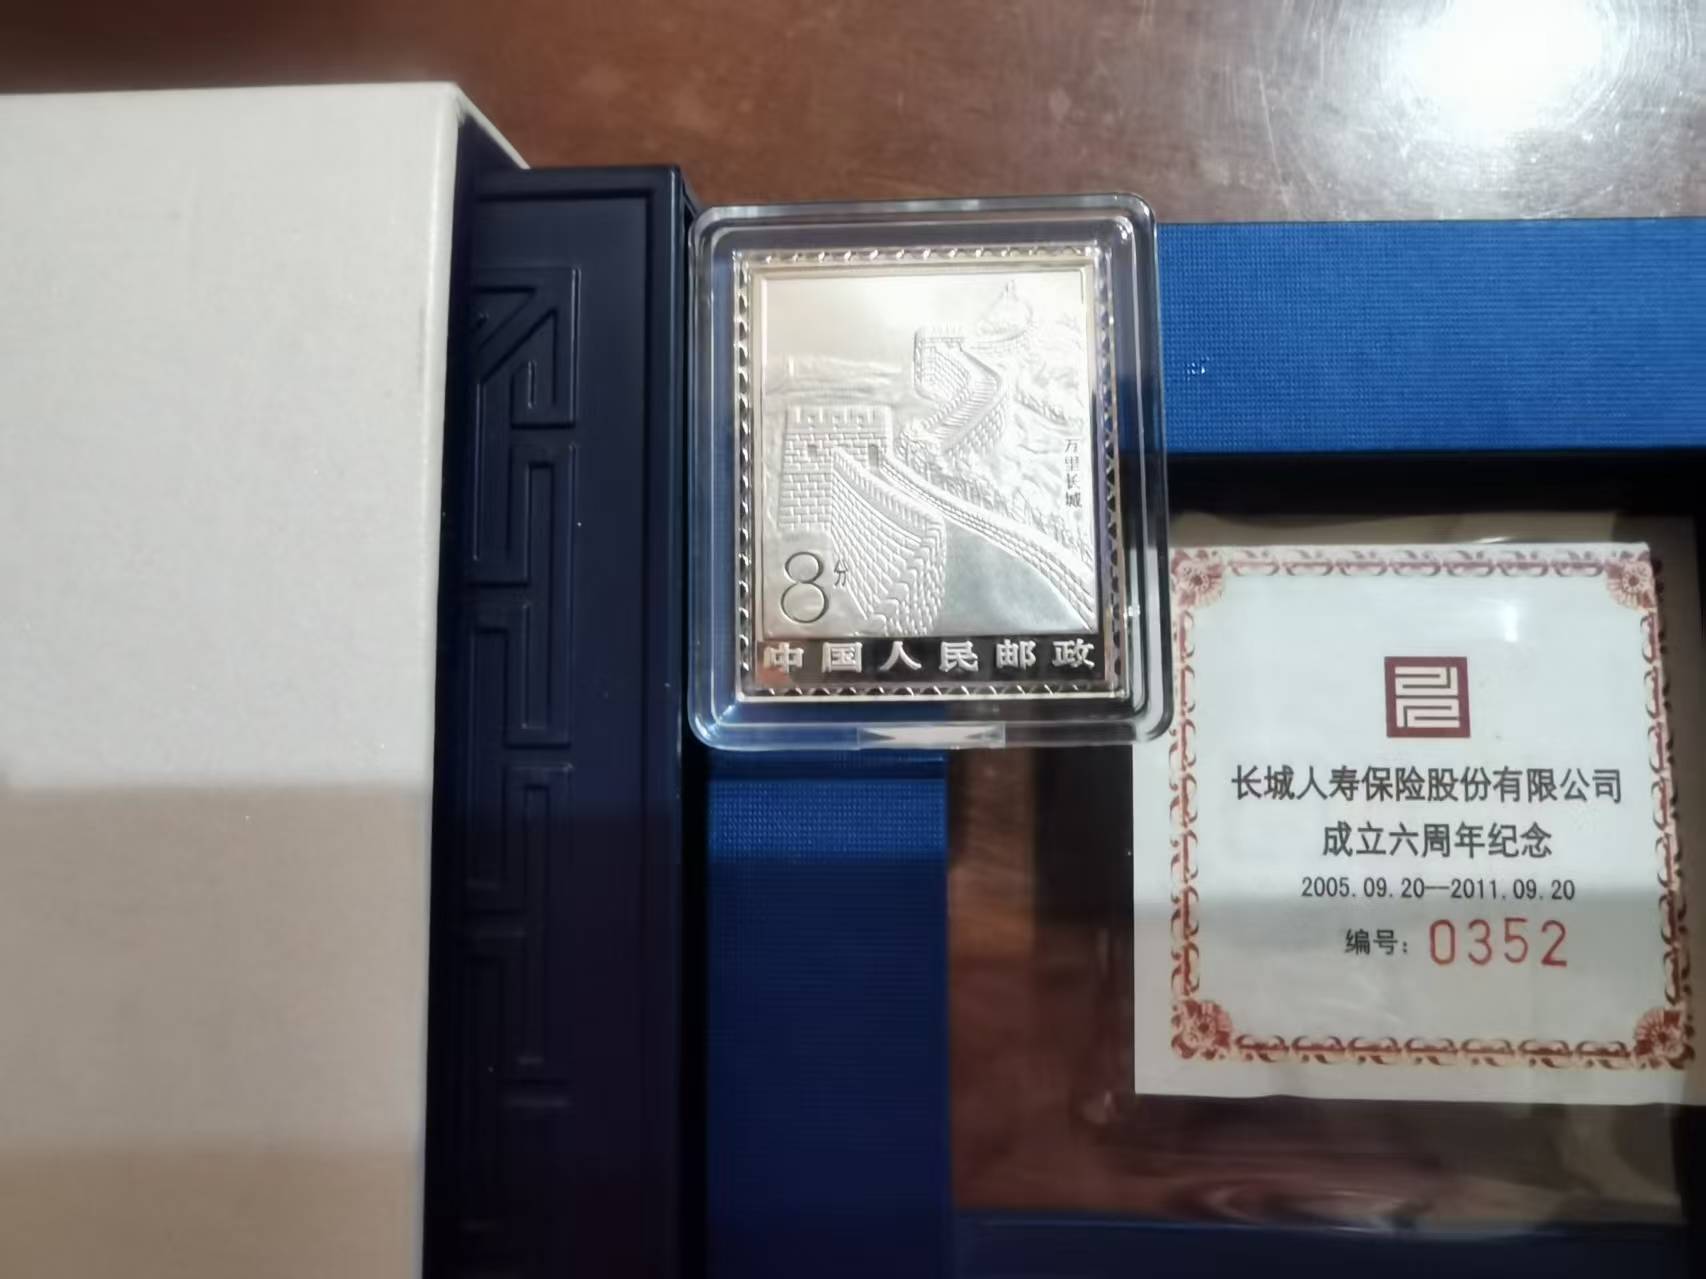 万里长城
8分
中国人民邮政
长城人寿保险股份有限公司
成立六周年纪念
2005.09.20--2011.09.20
编号: 0352